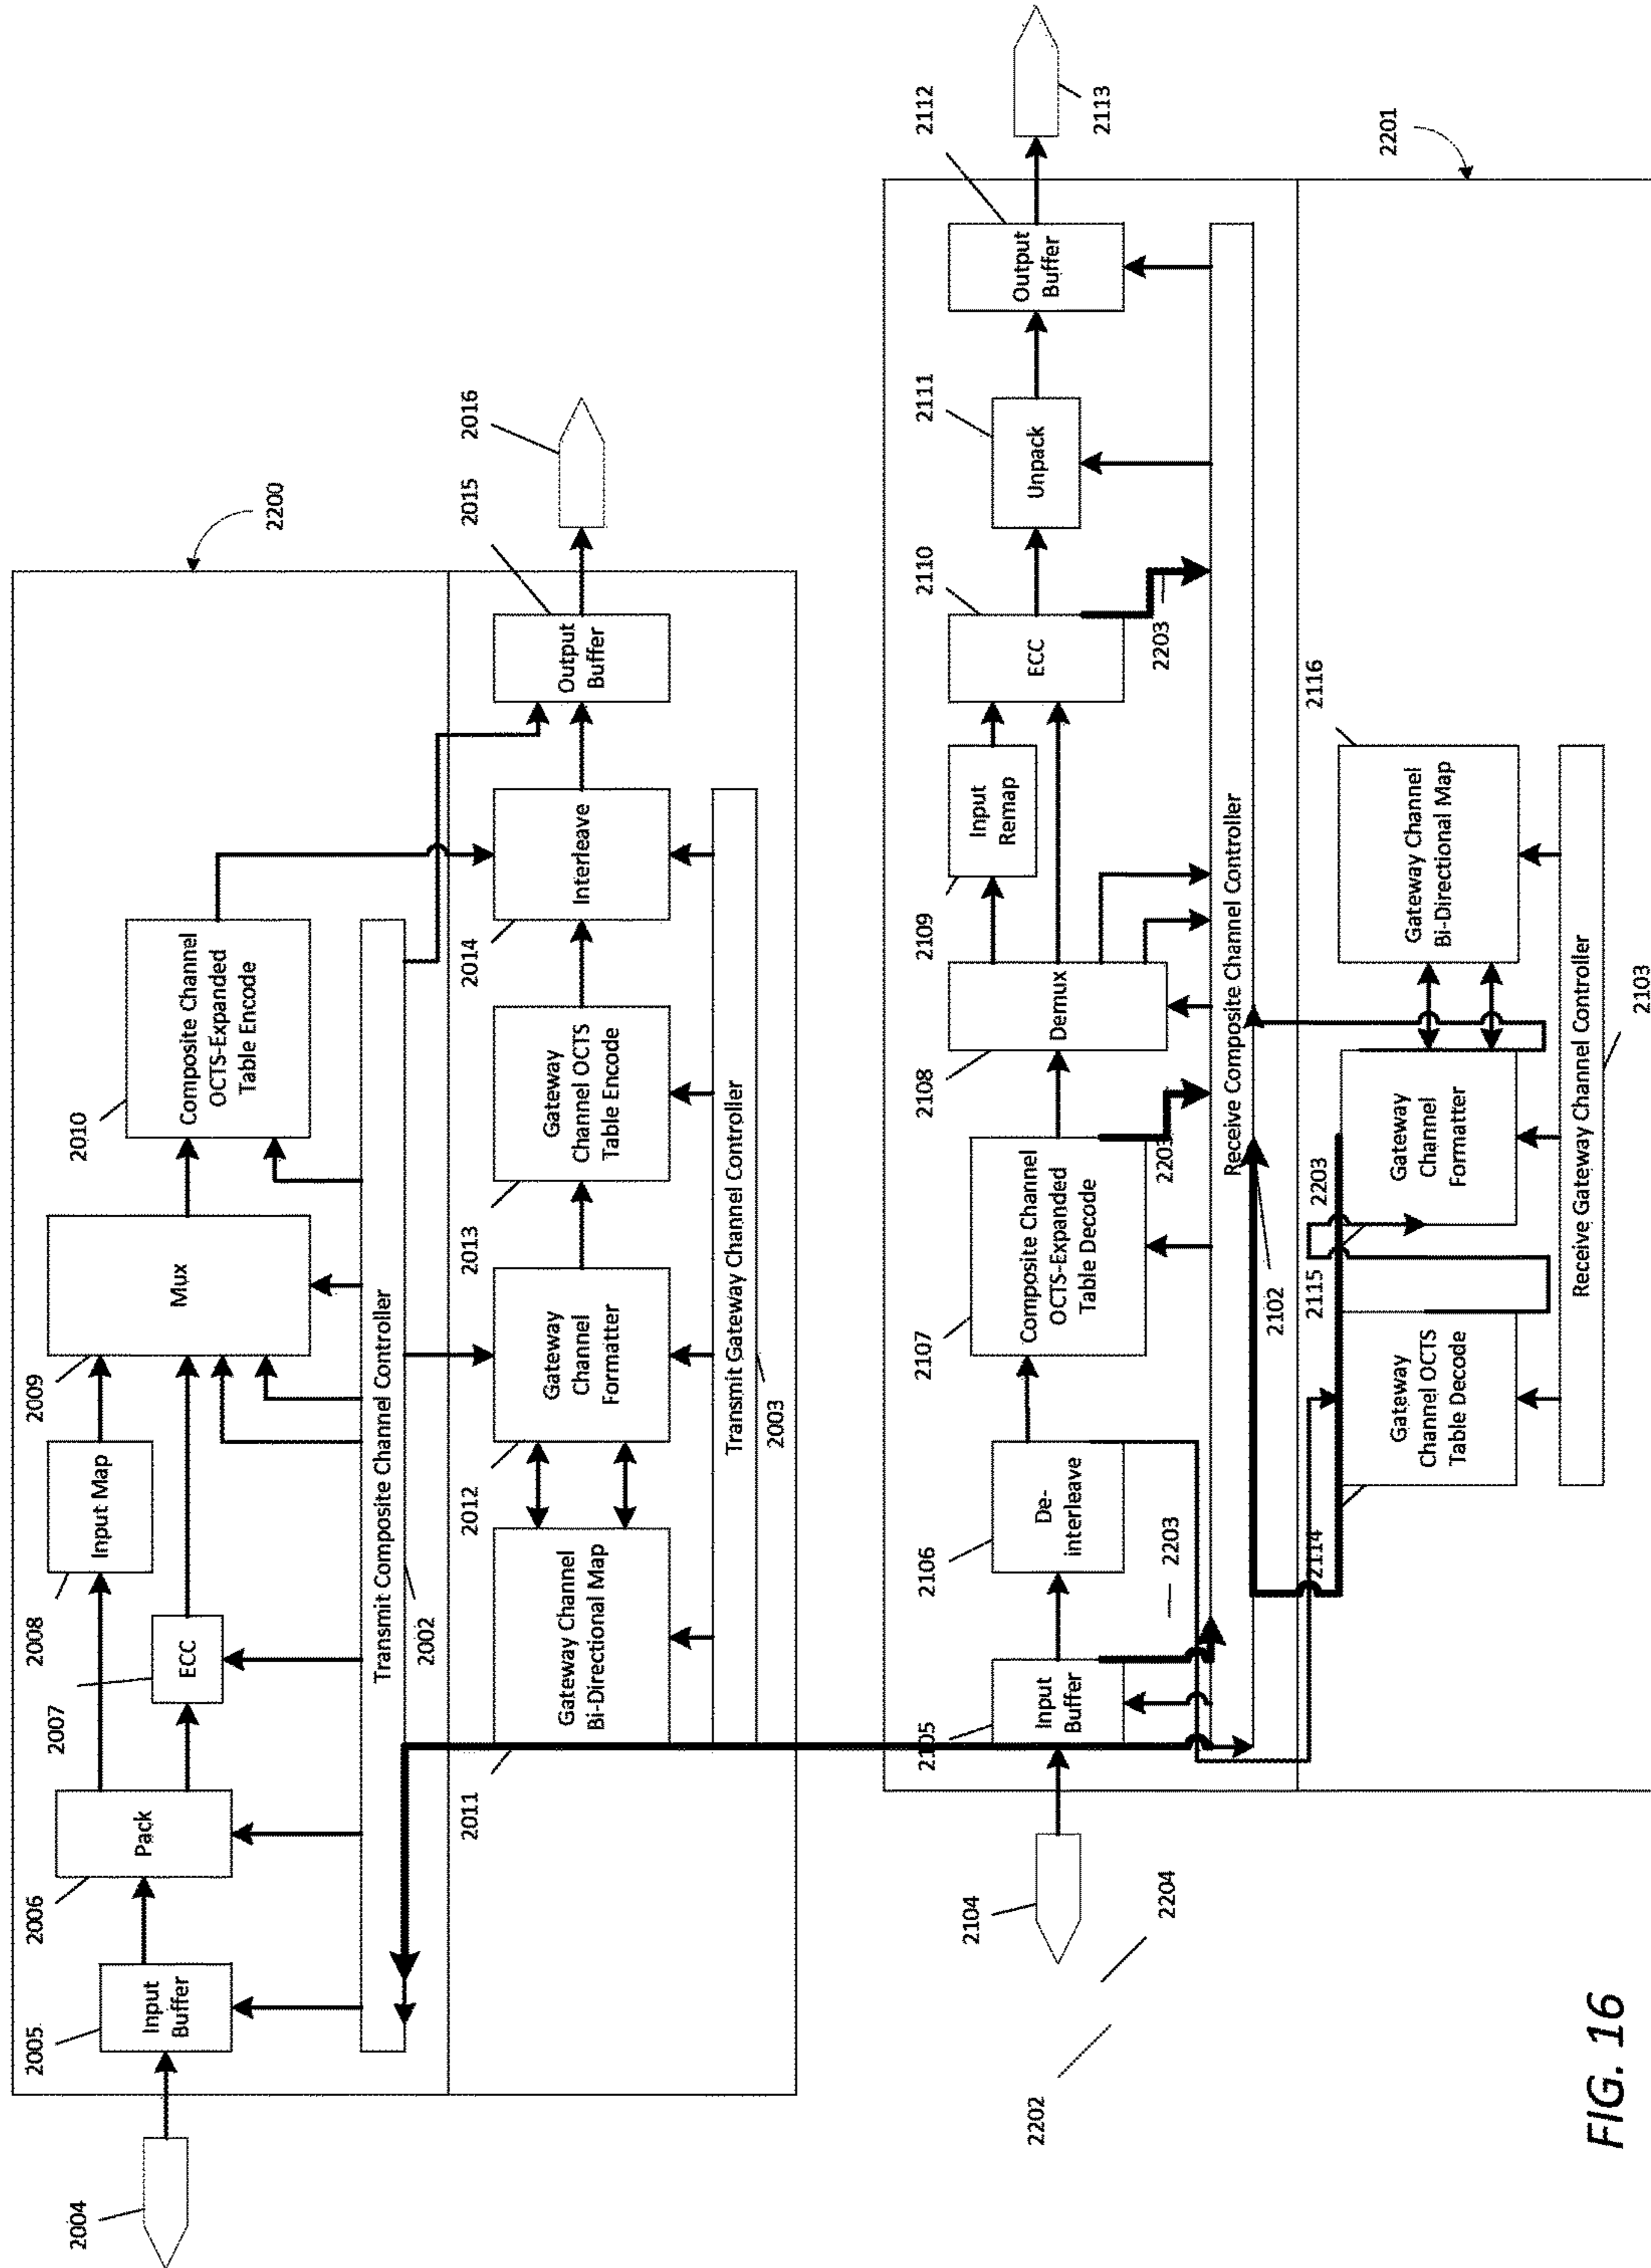 2004
2005
Input
Buffer
2006
Pack
2007
ECC
2008
Input Map
2009
Mux
2010
Composite Channel
OCTS-Expanded
Table Encode
2200
Transmit Composite Channel Controller
2002
2011
Gateway Channel
Bi-Directional Map
2012
Gateway
Channel
Formatter
2013
Gateway
Channel OCTS
Table Encode
2014
Interleave
2015
Output
Buffer
2016
Transmit Gateway Channel Controller
2003
2104
2105
Input
Buffer
2106
De-
interleave
2203
2107
Composite Channel
OCTS-Expanded
Table Decode
2203
2108
Demux
2109
Input
Remap
2110
ECC
2203
2111
Unpack
2112
Output
Buffer
2113
Receive Composite Channel Controller
2102
2201
2114
Gateway
Channel OCTS
Table Decode
2115
2203
Gateway
Channel
Formatter
2116
Gateway Channel
Bi-Directional Map
Receive Gateway Channel Controller
2103
2202
2204
FIG. 16